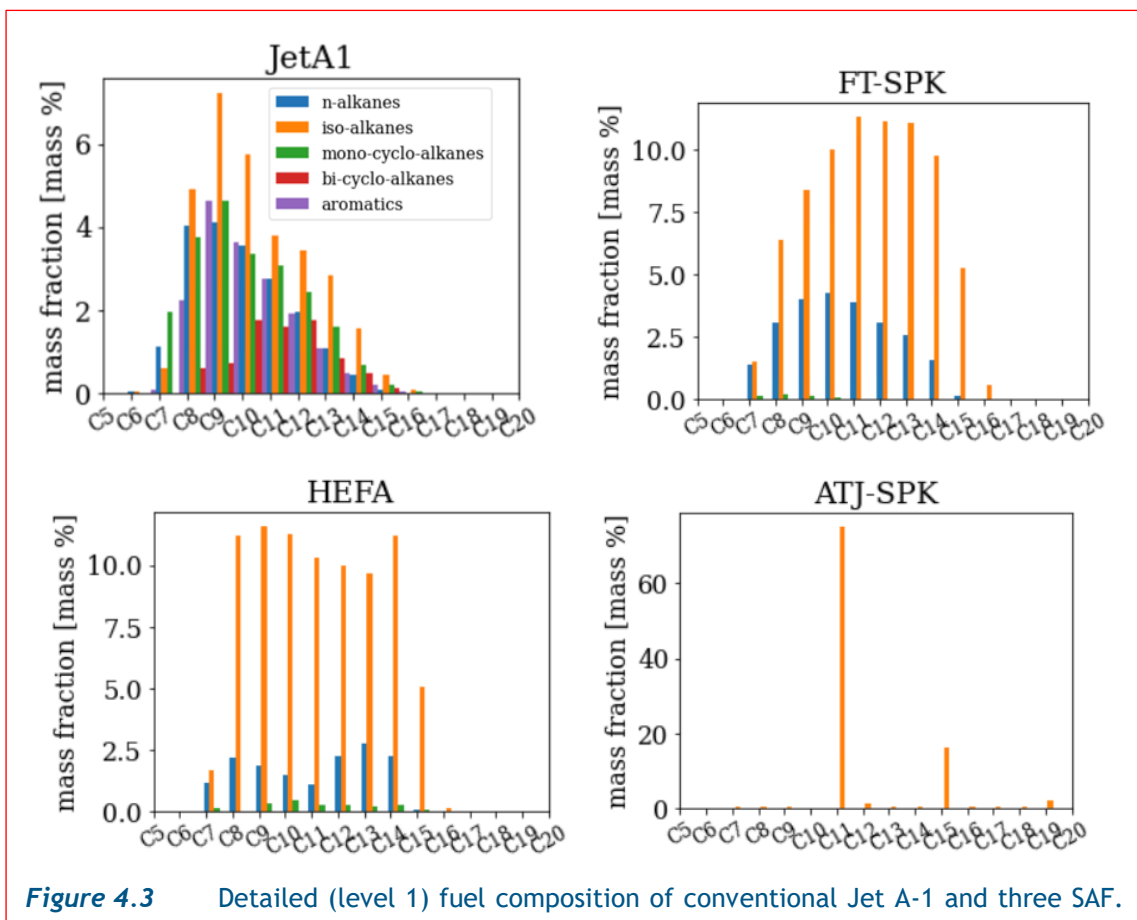 JetA1
mass fraction [mass %]
6
4
2
0
n-alkanes
iso-alkanes
mono-cyclo-alkanes
bi-cyclo-alkanes
aromatics
C5 C6 C7 C8 C9 C10 C11 C12 C13 C14 C15 C16 C17 C18 C19 C20
FT-SPK
mass fraction [mass %]
10.0
7.5
5.0
2.5
0.0
C5 C6 C7 C8 C9 C10 C11 C12 C13 C14 C15 C16 C17 C18 C19 C20
HEFA
mass fraction [mass %]
10.0
7.5
5.0
2.5
0.0
C5 C6 C7 C8 C9 C10 C11 C12 C13 C14 C15 C16 C17 C18 C19 C20
ATJ-SPK
mass fraction [mass %]
60
40
20
0
C5 C6 C7 C8 C9 C10 C11 C12 C13 C14 C15 C16 C17 C18 C19 C20
Figure 4.3 Detailed (level 1) fuel composition of conventional Jet A-1 and three SAF.